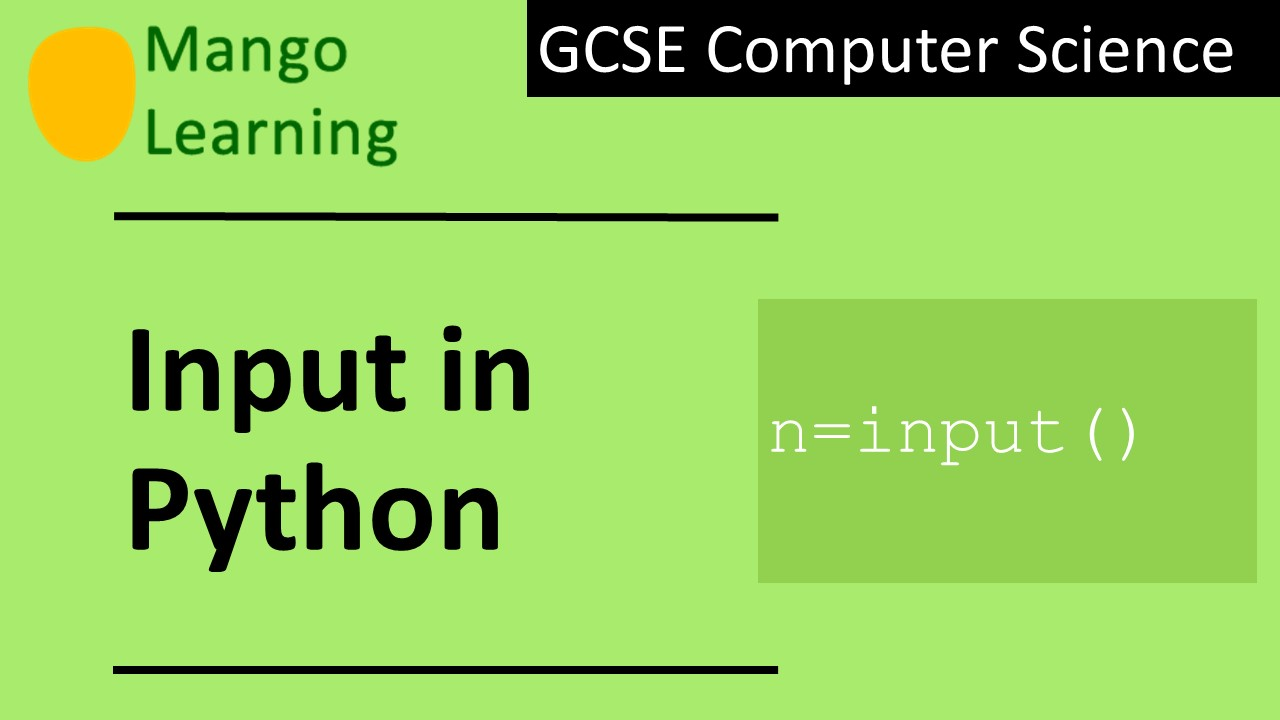 Mango
Learning
GCSE Computer Science
Input in
Python
n=input()